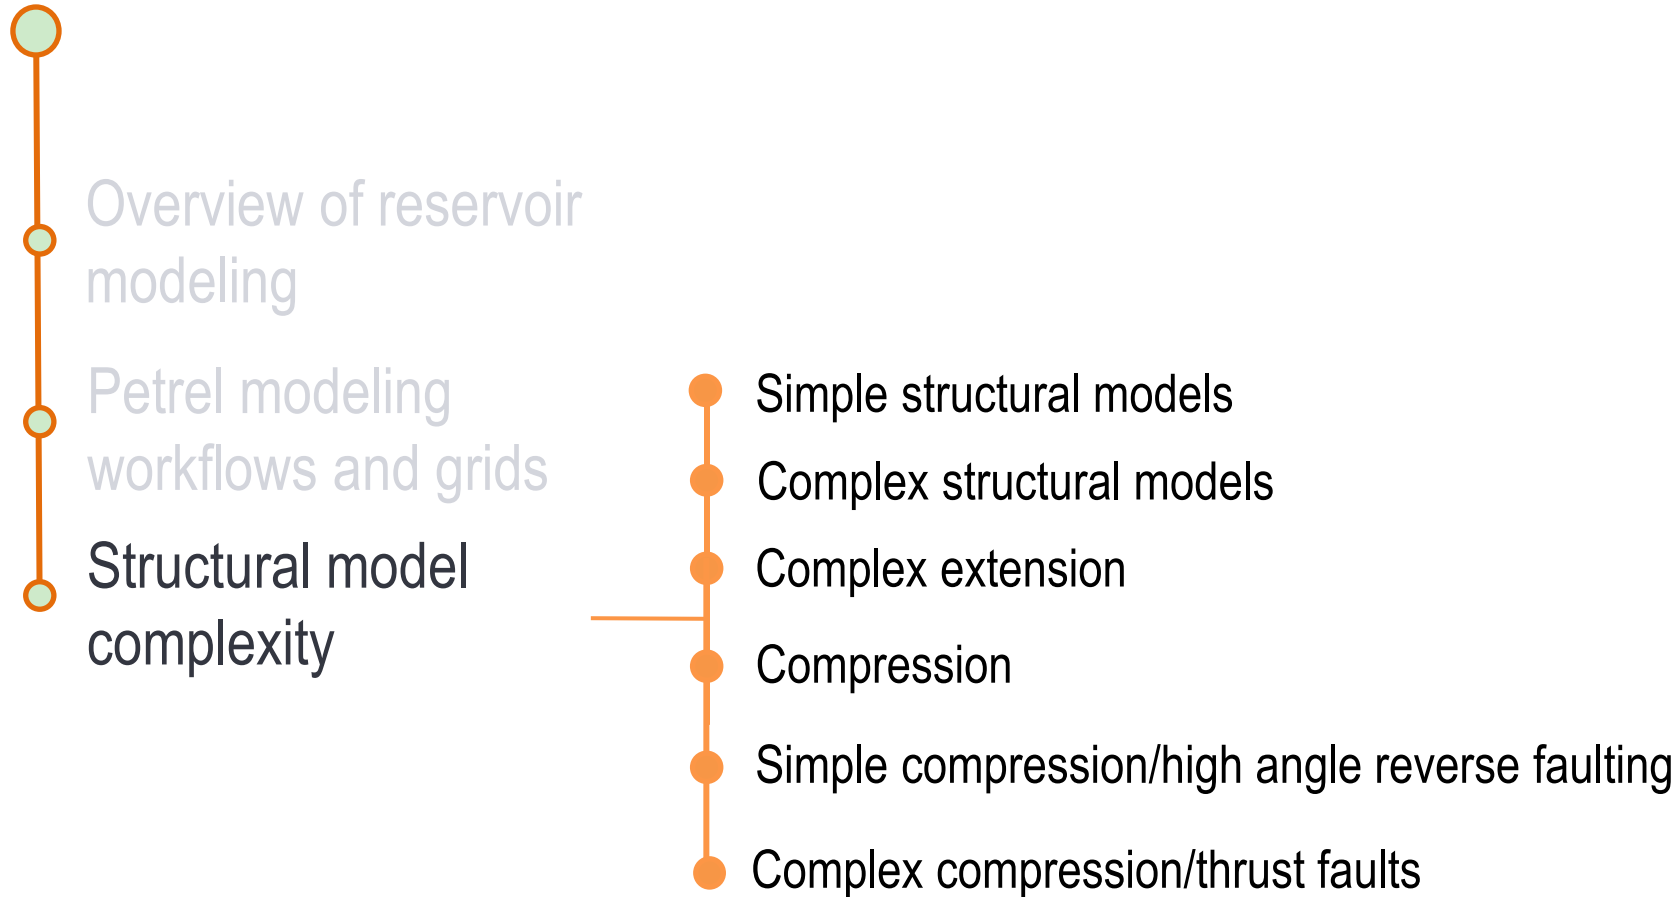 Overview of reservoir
modeling
Petrel modeling
workflows and grids
Structural model
complexity
Simple structural models
Complex structural models
Complex extension
Compression
Simple compression/high angle reverse faulting
Complex compression/thrust faults